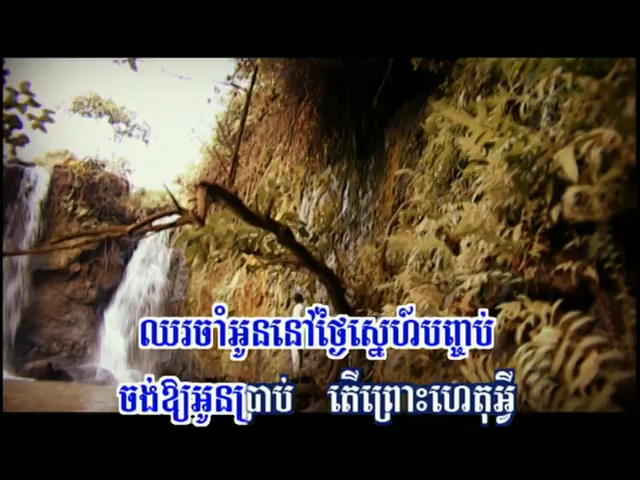 ឈរចាំអូននៅថ្ងៃស្នេហ៍បញ្ចប់
ចង់ឱ្យអូនប្រាប់ តើព្រោះហេតុអ្វី